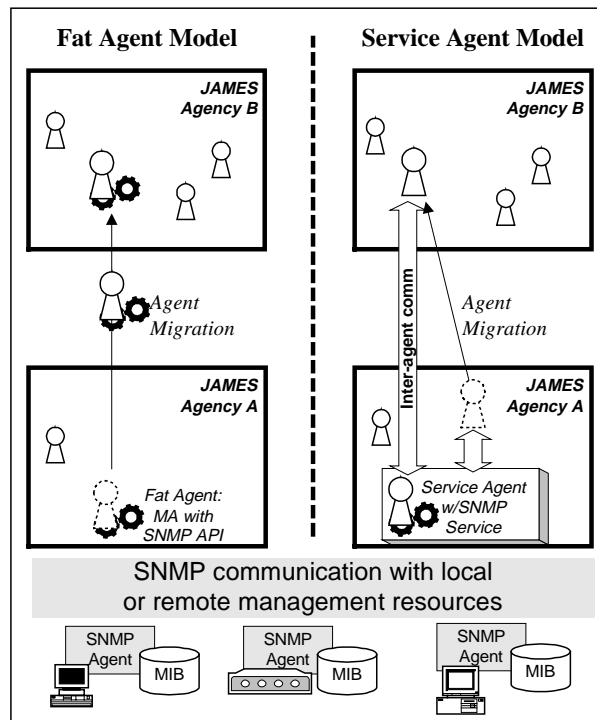 Fat Agent Model
JAMES
Agency B
Agent
Migration
JAMES
Agency A
Fat Agent:
MA with
SNMP API
Service Agent Model
JAMES
Agency B
Inter-agent comm
Agent
Migration
JAMES
Agency A
Service Agent
w/SNMP
Service
SNMP communication with local
or remote management resources
SNMP
Agent
MIB
SNMP
Agent
MIB
SNMP
Agent
MIB